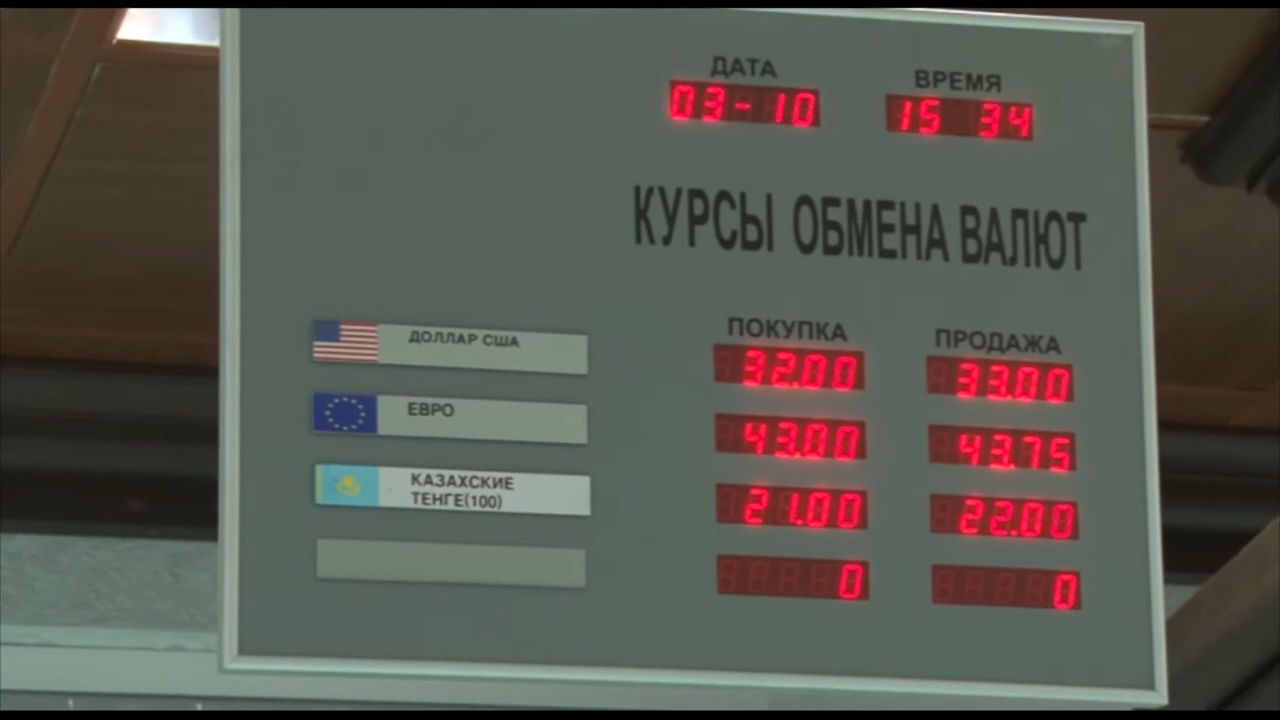 ДАТА ВРЕМЯ
03-10 15 34
КУРСЫ ОБМЕНА ВАЛЮТ
ПОКУПКА ПРОДАЖА
ДОЛЛАР США 32.00 33.00
ЕВРО 43.00 43.75
КАЗАХСКИЕ
ТЕНГЕ(100) 21.00 22.00
0 0